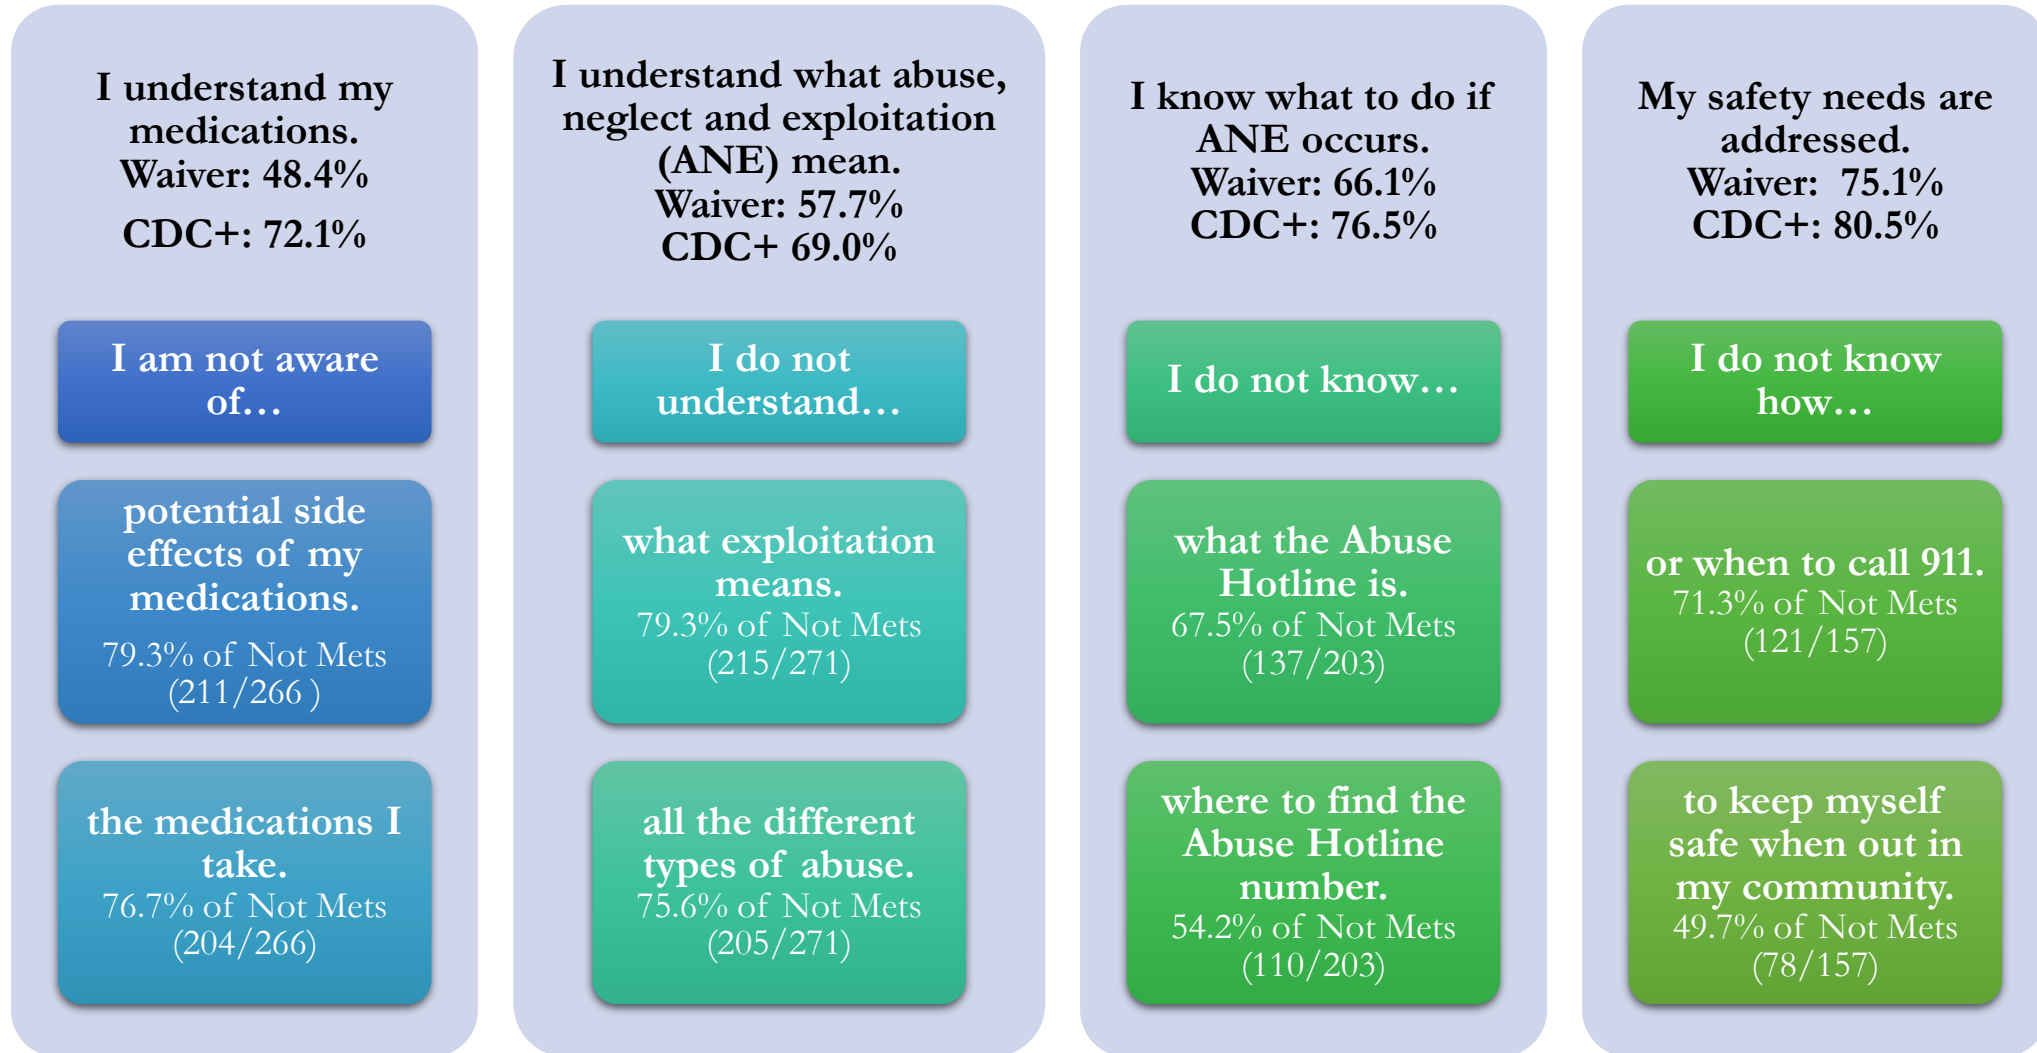 I understand my
medications.
Waiver: 48.4%
CDC+: 72.1%
I am not aware
of…
potential side
effects of my
medications.
79.3% of Not Mets
(211/266 )
the medications I
take.
76.7% of Not Mets
(204/266)
I understand what abuse,
neglect and exploitation
(ANE) mean.
Waiver: 57.7%
CDC+ 69.0%
I do not
understand…
what exploitation
means.
79.3% of Not Mets
(215/271)
all the different
types of abuse.
75.6% of Not Mets
(205/271)
I know what to do if
ANE occurs.
Waiver: 66.1%
CDC+: 76.5%
I do not know…
what the Abuse
Hotline is.
67.5% of Not Mets
(137/203)
where to find the
Abuse Hotline
number.
54.2% of Not Mets
(110/203)
My safety needs are
addressed.
Waiver:  75.1%
CDC+: 80.5%
I do not know
how…
or when to call 911.
71.3% of Not Mets
(121/157)
to keep myself
safe when out in
my community.
49.7% of Not Mets
(78/157)